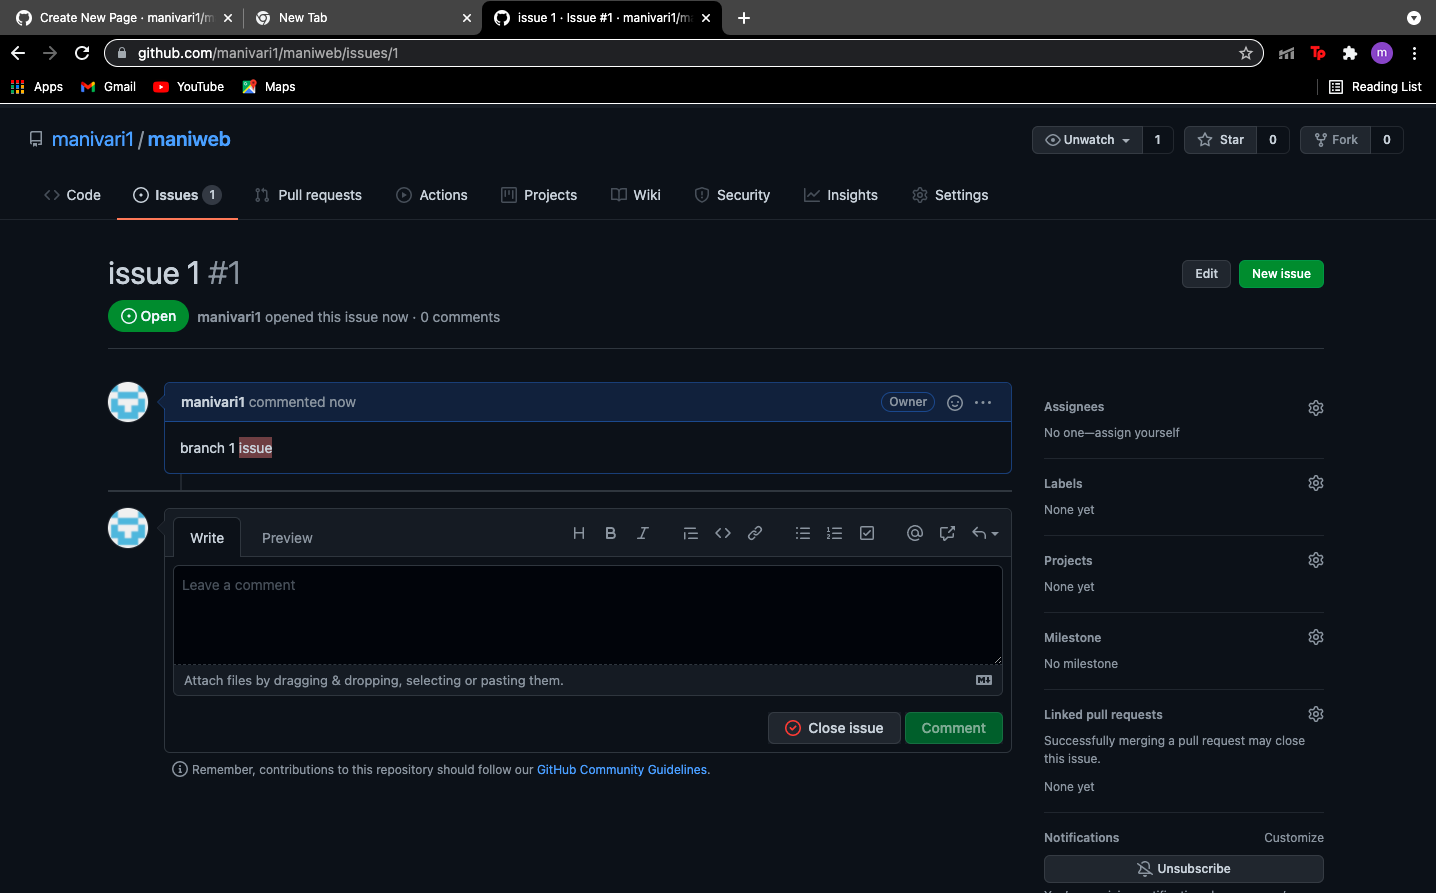 Create New Page · manivari1/m
New Tab
issue 1 · Issue #1 · manivari1/ma
github.com/manivari1/maniweb/issues/1
Tp
m
Apps
Gmail
YouTube
Maps
Reading List
manivari1 / maniweb
Unwatch 1
Star 0
Fork 0
Code
Issues 1
Pull requests
Actions
Projects
Wiki
Security
Insights
Settings
issue 1 #1
Edit
New issue
Open
manivari1 opened this issue now · 0 comments
manivari1 commented now
Owner
branch 1 issue
Write
Preview
H B I
Leave a comment
Attach files by dragging & dropping, selecting or pasting them.
Close issue
Comment
Remember, contributions to this repository should follow our GitHub Community Guidelines.
Assignees
No one—assign yourself
Labels
None yet
Projects
None yet
Milestone
No milestone
Linked pull requests
Successfully merging a pull request may close
this issue.
None yet
Notifications
Customize
Unsubscribe